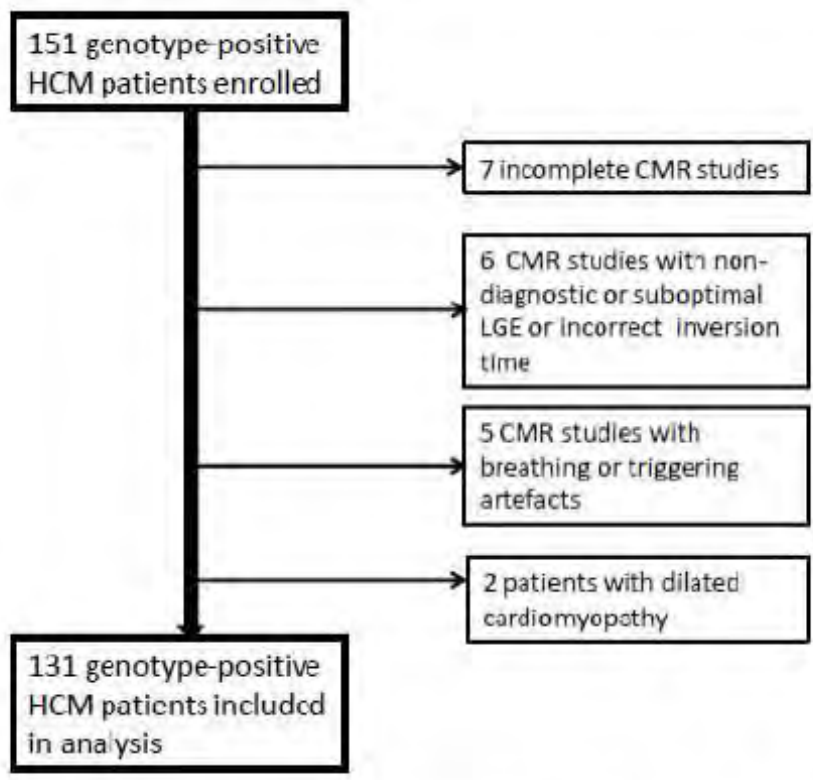 151 genotype-positive
HCM patients enrolled
7 incomplete CMR studies
6 CMR studies with non-
diagnostic or suboptimal
LGE or incorrect inversion
time
5 CMR studies with
breathing or triggering
artefacts
2 patients with dilated
cardiomyopathy
131 genotype-positive
HCM patients included
in analysis